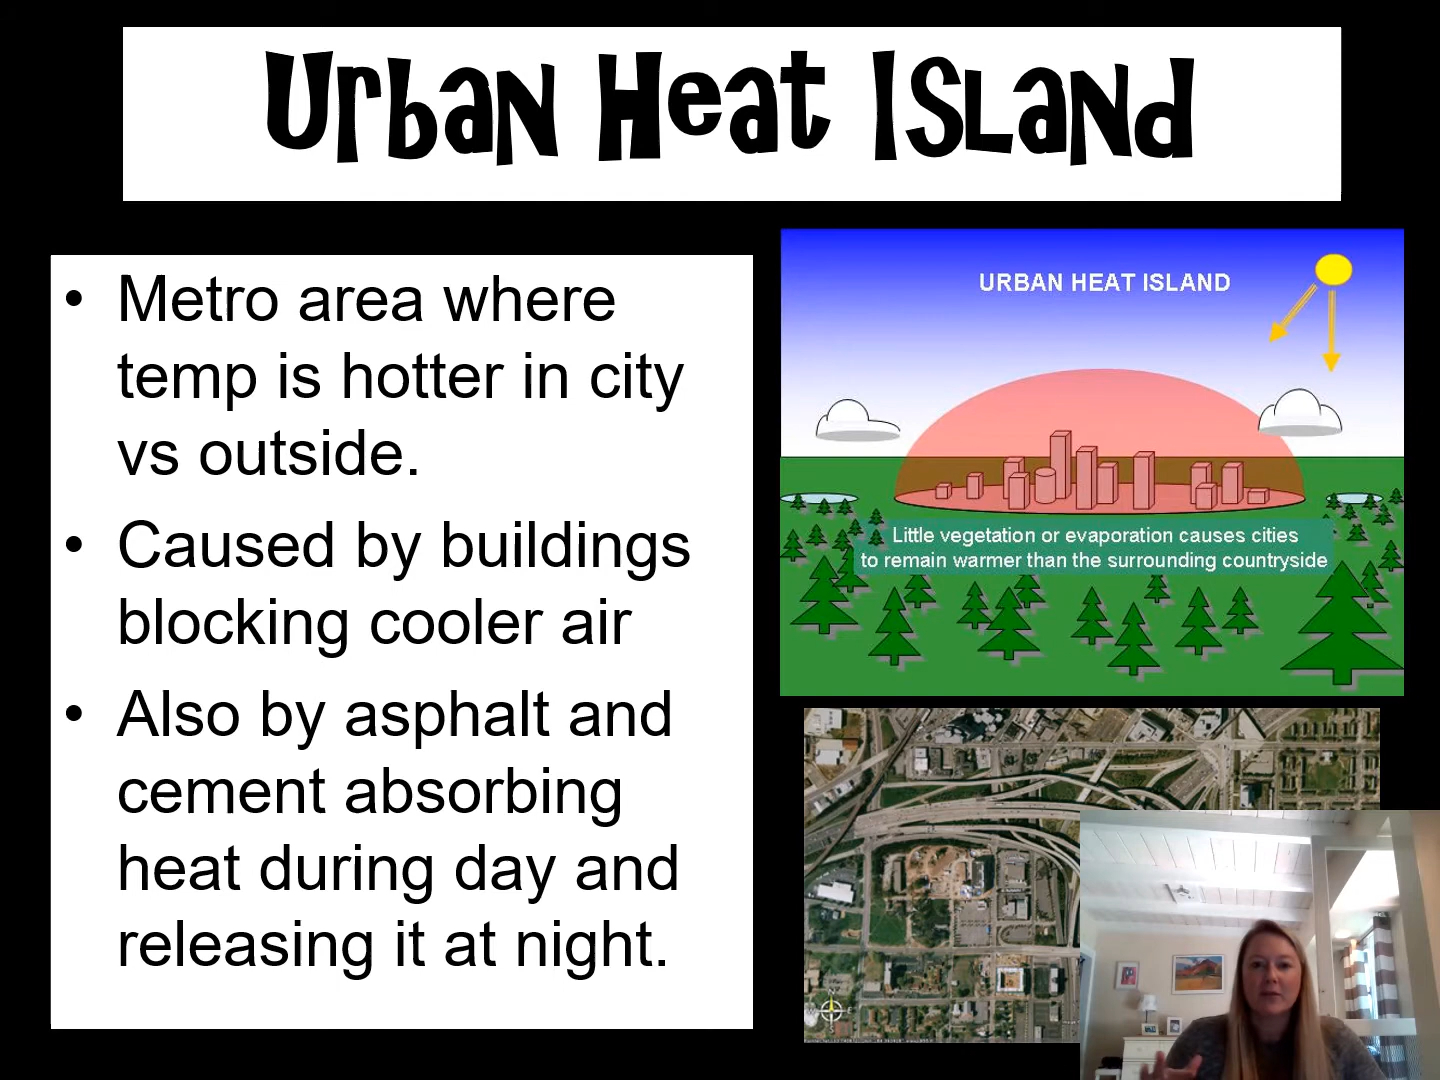 Urban Heat Island
• Metro area where
temp is hotter in city
vs outside.
• Caused by buildings
blocking cooler air
• Also by asphalt and
cement absorbing
heat during day and
releasing it at night.
URBAN HEAT ISLAND
Little vegetation or evaporation causes cities
to remain warmer than the surrounding countryside